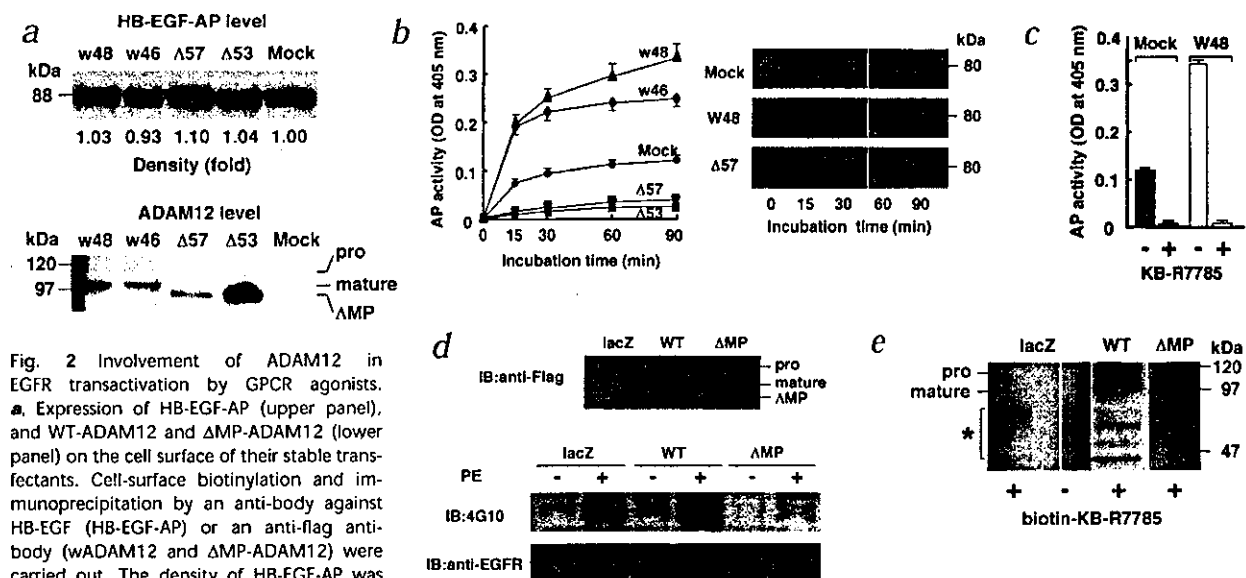 a
HB-EGF-AP level
w48 w46 Δ57 Δ53 Mock
kDa
88
1.03 0.93 1.10 1.04 1.00
Density (fold)
ADAM12 level
kDa w48 w46 Δ57 Δ53 Mock
120
97
pro
mature
ΔMP
b
AP activity (OD at 405 nm)
0.4
0.3
0.2
0.1
0
w48
w46
Mock
Δ57
Δ53
0 15 30 60 90
Incubation time (min)
kDa
Mock 80
W48 80
Δ57 80
0 15 30 60 90
Incubation time (min)
c
AP activity (OD at 405 nm)
Mock W48
0.4
0.3
0.2
0.1
0
- + - +
KB-R7785
Fig. 2 Involvement of ADAM12 in
EGFR transactivation by GPCR agonists.
a, Expression of HB-EGF-AP (upper panel),
and WT-ADAM12 and ΔMP-ADAM12 (lower
panel) on the cell surface of their stable trans-
fectants. Cell-surface biotinylation and im-
munoprecipitation by an anti-body against
HB-EGF (HB-EGF-AP) or an anti-flag anti-
body (wADAM12 and ΔMP-ADAM12) were
carried out. The density of HB-EGF-AP was
d
lacZ WT ΔMP
IB:anti-Flag
pro
mature
ΔMP
lacZ WT ΔMP
PE - + - + - +
IB:4G10
IB:anti-EGFR
e
lacZ WT ΔMP
kDa
pro
mature
*
120
97
47
+ - + +
biotin-KB-R7785